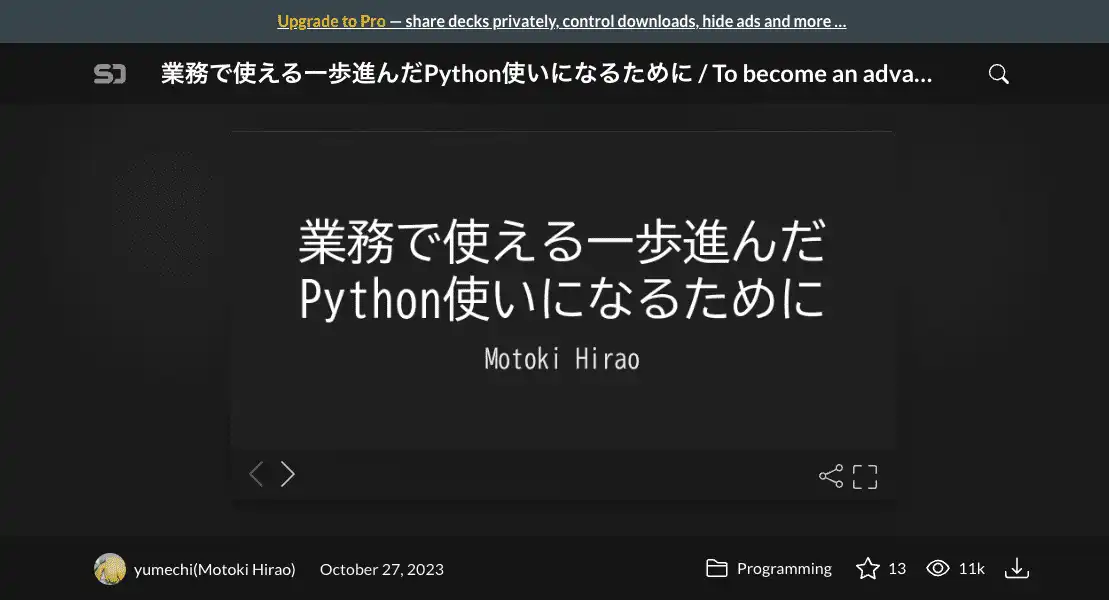 Upgrade to Pro — share decks privately, control downloads, hide ads and more …
SD 業務で使える一歩進んだPython使いになるために / To become an adva...
業務で使える一歩進んだ
Python使いになるために
Motoki Hirao
yumechi(Motoki Hirao) October 27, 2023 Programming 13 11k